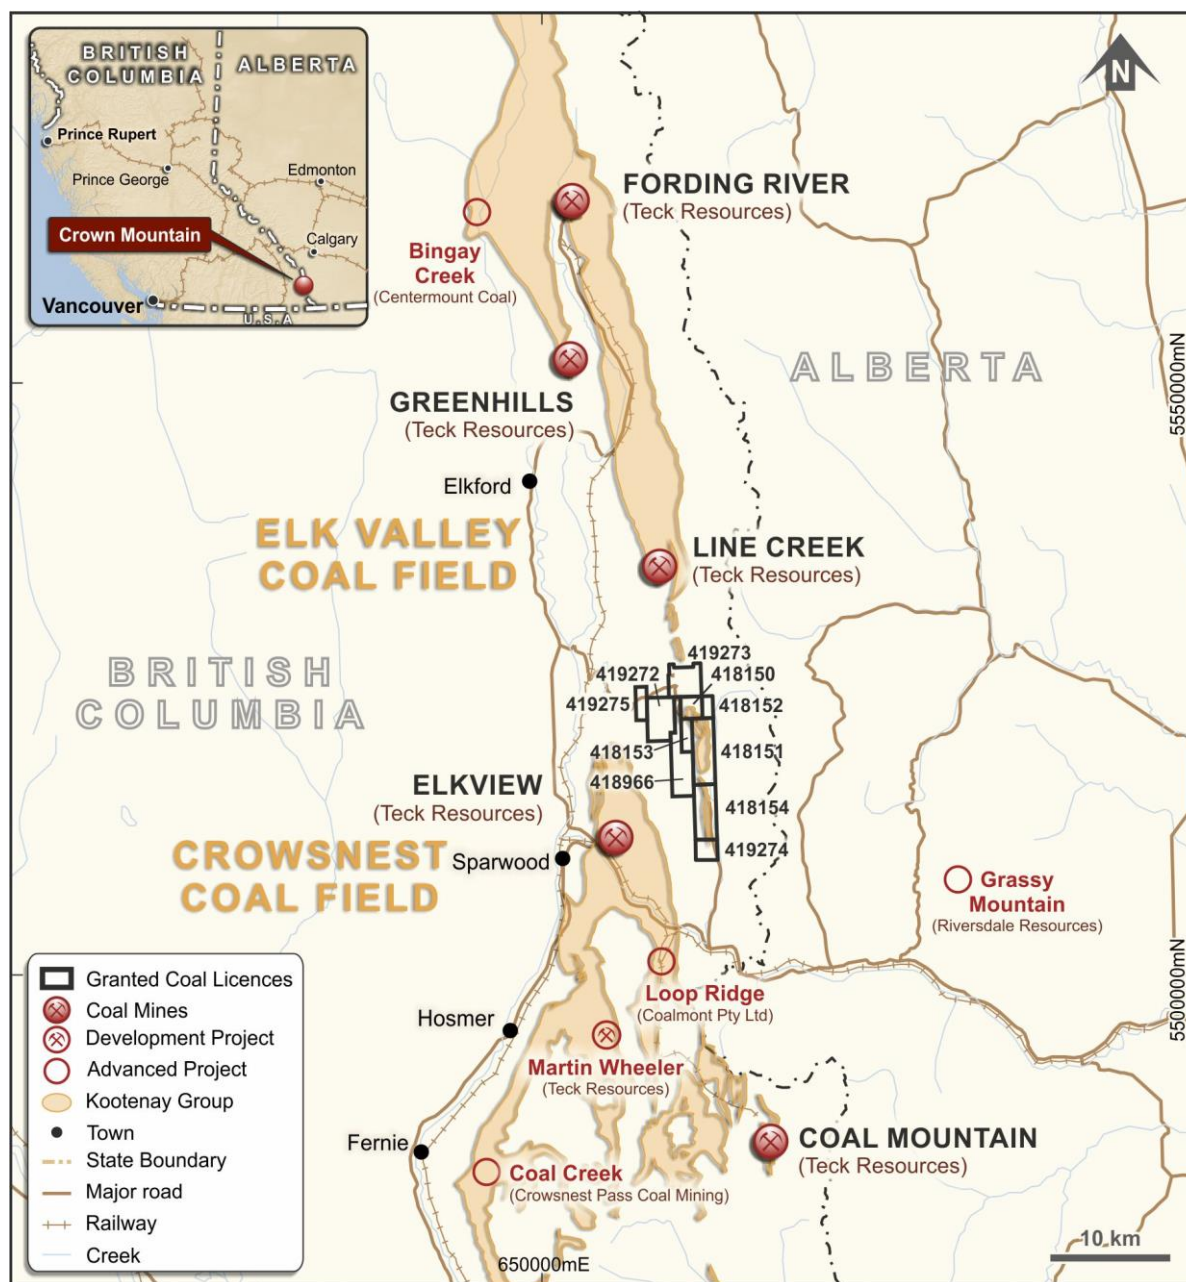 BRITISH
COLUMBIA
ALBERTA
Prince Rupert
Prince George
Edmonton
Crown Mountain
Calgary
Vancouver
U.S.A
N
FORDING RIVER
(Teck Resources)
Bingay
Creek
(Centermount Coal)
ALBERTA
5550000mN
GREENHILLS
(Teck Resources)
Elkford
ELK VALLEY
COAL FIELD
LINE CREEK
(Teck Resources)
BRITISH
COLUMBIA
419273
419272
418150
419275
418152
418153
418151
418966
418154
419274
ELKVIEW
(Teck Resources)
CROWSNEST
COAL FIELD
Sparwood
Grassy
Mountain
(Riversdale Resources)
Loop Ridge
(Coalmont Pty Ltd)
5500000mN
Hosmer
Martin Wheeler
(Teck Resources)
Fernie
COAL MOUNTAIN
(Teck Resources)
Coal Creek
(Crowsnest Pass Coal Mining)
Granted Coal Licences
Coal Mines
Development Project
Advanced Project
Kootenay Group
Town
State Boundary
Major road
Railway
Creek
650000mE
10 km